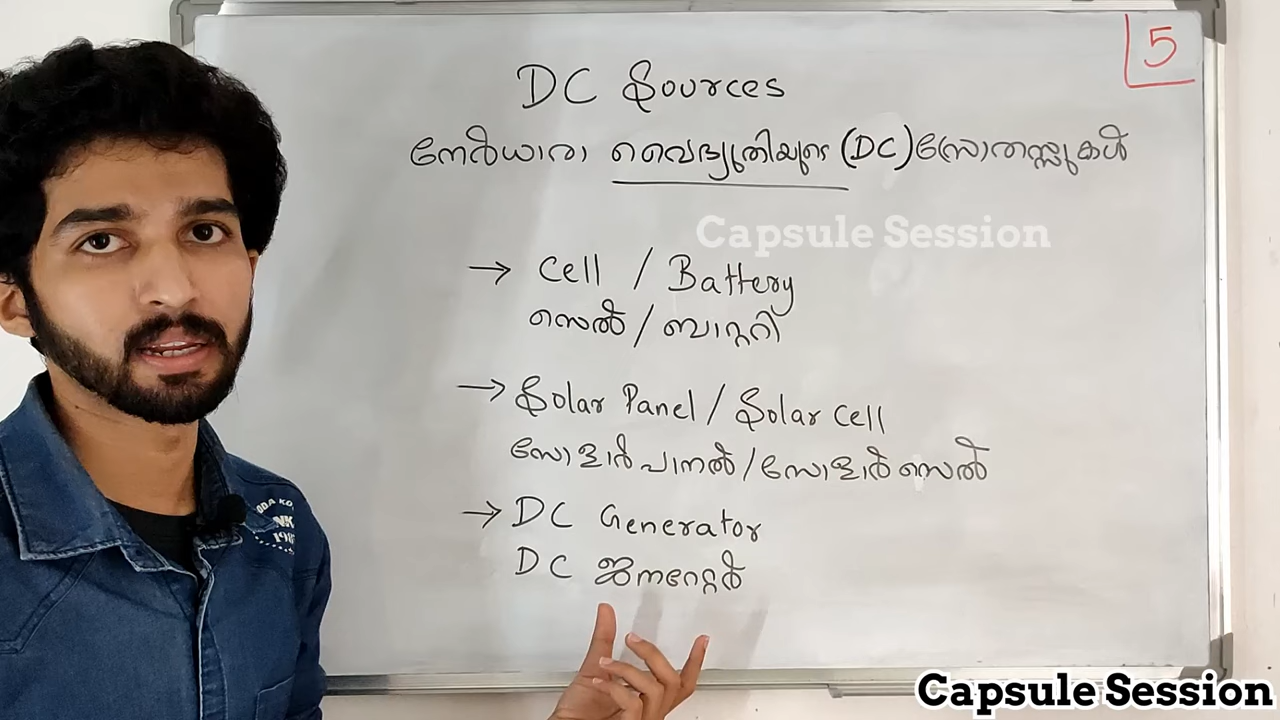 5
DC Sources
നേർധാരാ വൈദ്യുതിയുടെ (DC) സ്രോതസ്സുകൾ
Capsule Session
→ Cell / Battery
സെൽ / ബാറ്ററി
→ Solar Panel / Solar Cell
സോളാർ പാനൽ / സോളാർ സെൽ
→ DC Generator
DC ജനറേറ്റർ
NK
Capsule Session